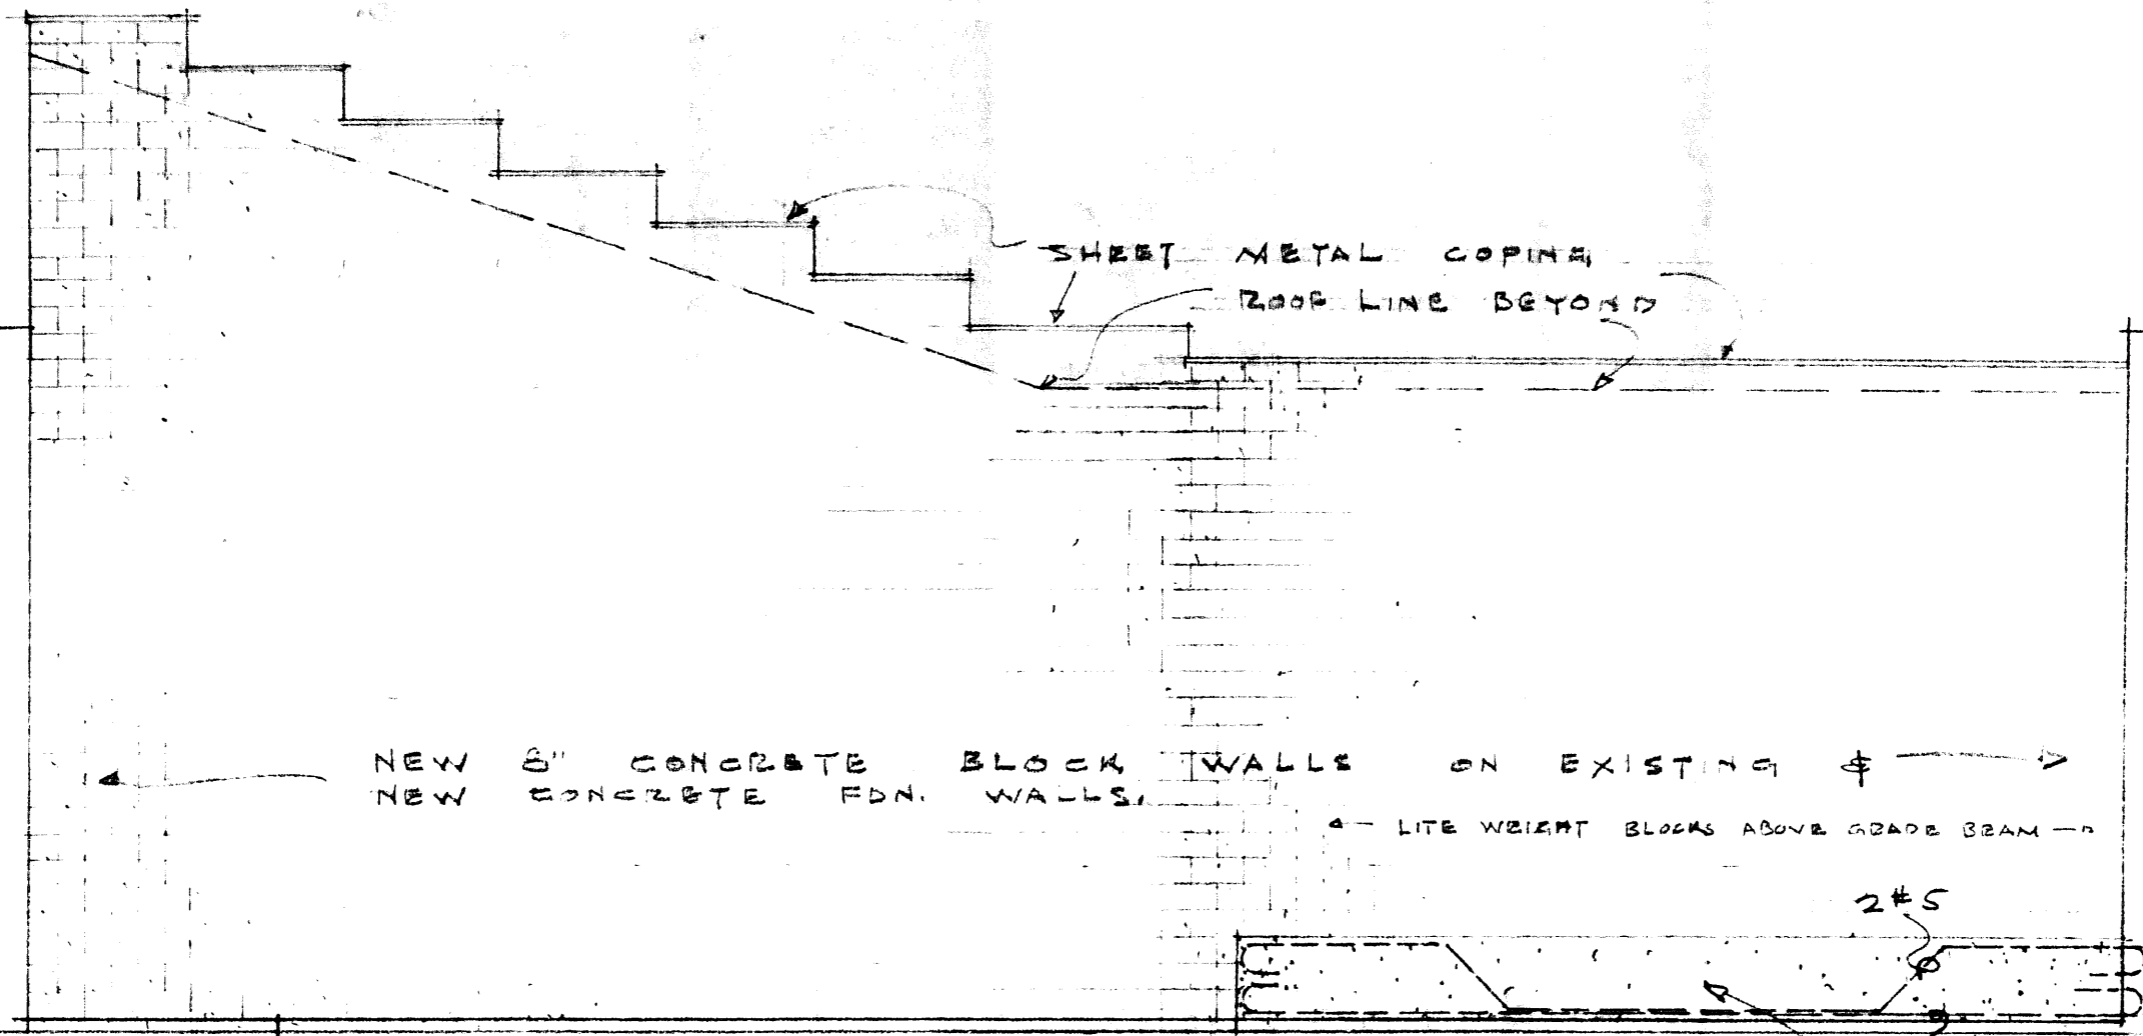 SHEET METAL COPING
ROOF LINE BEYOND
NEW 8" CONCRETE BLOCK WALLS ON EXISTING &
NEW CONCRETE FDN. WALLS.
LITE WEIGHT BLOCKS ABOVE GRADE BEAM
2#5